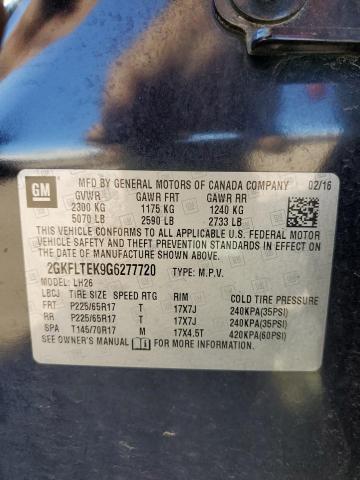 GM
MFD BY GENERAL MOTORS OF CANADA COMPANY 02/16
GVWR GAWR FRT GAWR RR
2300 KG 1175 KG 1240 KG
5070 LB 2590 LB 2733 LB
THIS VEHICLE CONFORMS TO ALL APPLICABLE
U.S. FEDERAL MOTOR
VEHICLE SAFETY STANDARDS IN EFFECT ON
THE DATE OF MANUFACTURE SHOWN ABOVE.
2GKFLTEK9G6277720 TYPE: M.P.V.
MODEL: LH26
LBCJ TIRE SIZE SPEED RTG RIM COLD TIRE PRESSURE
FRT P225/65R17 T 17X7J 240KPA(35PSI)
RR P225/65R17 T 17X7J 240KPA(35PSI)
SPA T145/70R17 M 17X4.5T 420KPA(60PSI)
SEE OWNER'S MANUAL FOR MORE INFORMATION.